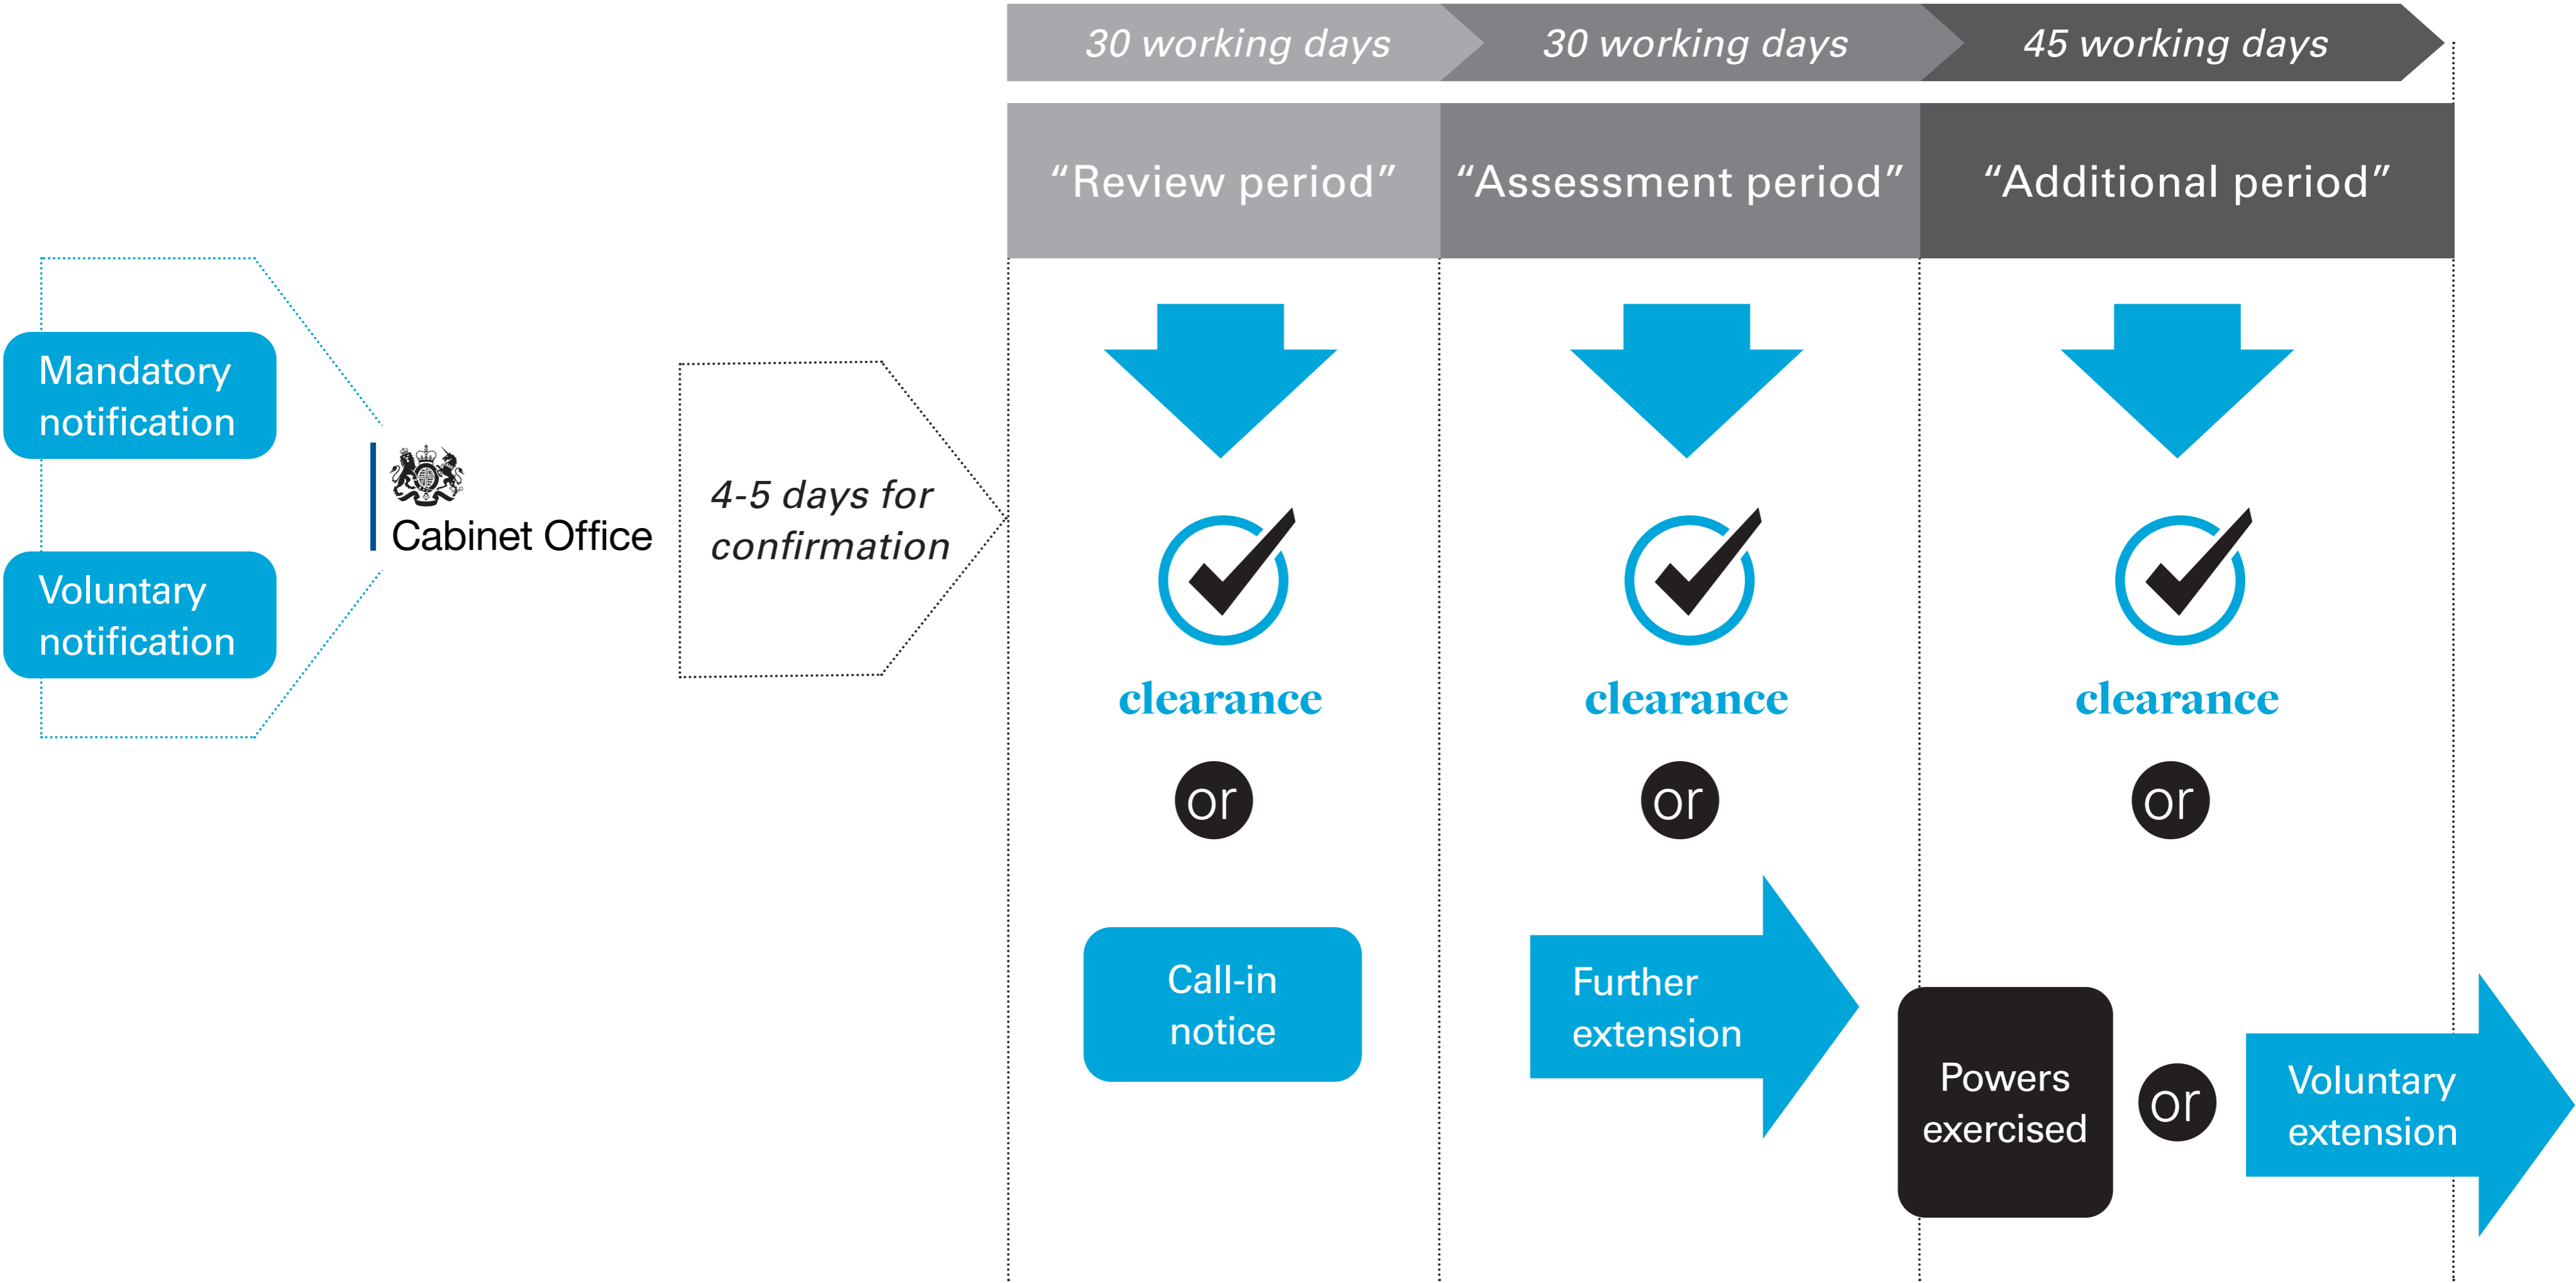 30 working days
30 working days
45 working days
“Review period”
“Assessment period”
“Additional period”
Mandatory
notification
Voluntary
notification
Cabinet Office
4-5 days for
confirmation
clearance
or
Call-in
notice
clearance
or
Further
extension
clearance
or
Powers
exercised
or
Voluntary
extension